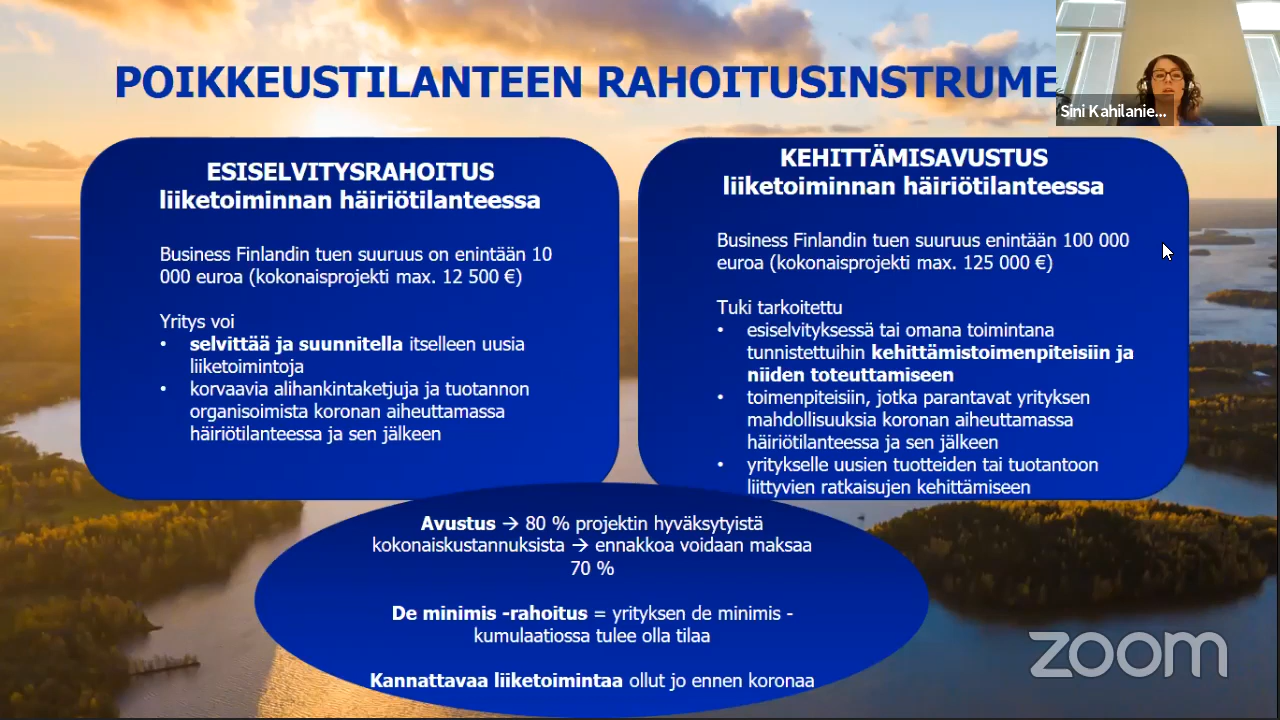 POIKKEUSTILANTEEN RAHOITUSINSTRUME
Sini Kahilanie...
ESISELVITYSRAHOITUS
liiketoiminnan häiriötilanteessa
Business Finlandin tuen suuruus on enintään 10
000 euroa (kokonaisprojekti max. 12 500 €)
Yritys voi
• selvittää ja suunnitella itselleen uusia
liiketoimintoja
• korvaavia alihankintaketjuja ja tuotannon
organisoimista koronan aiheuttamassa
häiriötilanteessa ja sen jälkeen
KEHITTÄMISAVUSTUS
liiketoiminnan häiriötilanteessa
Business Finlandin tuen suuruus enintään 100 000
euroa (kokonaisprojekti max. 125 000 €)
Tuki tarkoitettu
• esiselvityksessä tai omana toimintana
tunnistettuihin kehittämistoimenpiteisiin ja
niiden toteuttamiseen
• toimenpiteisiin, jotka parantavat yrityksen
mahdollisuuksia koronan aiheuttamassa
häiriötilanteessa ja sen jälkeen
• yritykselle uusien tuotteiden tai tuotantoon
liittyvien ratkaisujen kehittämiseen
Avustus → 80 % projektin hyväksytyistä
kokonaiskustannuksista → ennakkoa voidaan maksaa
70 %
De minimis -rahoitus = yrityksen de minimis -
kumulaatiossa tulee olla tilaa
Kannattavaa liiketoimintaa ollut jo ennen koronaa
zoom